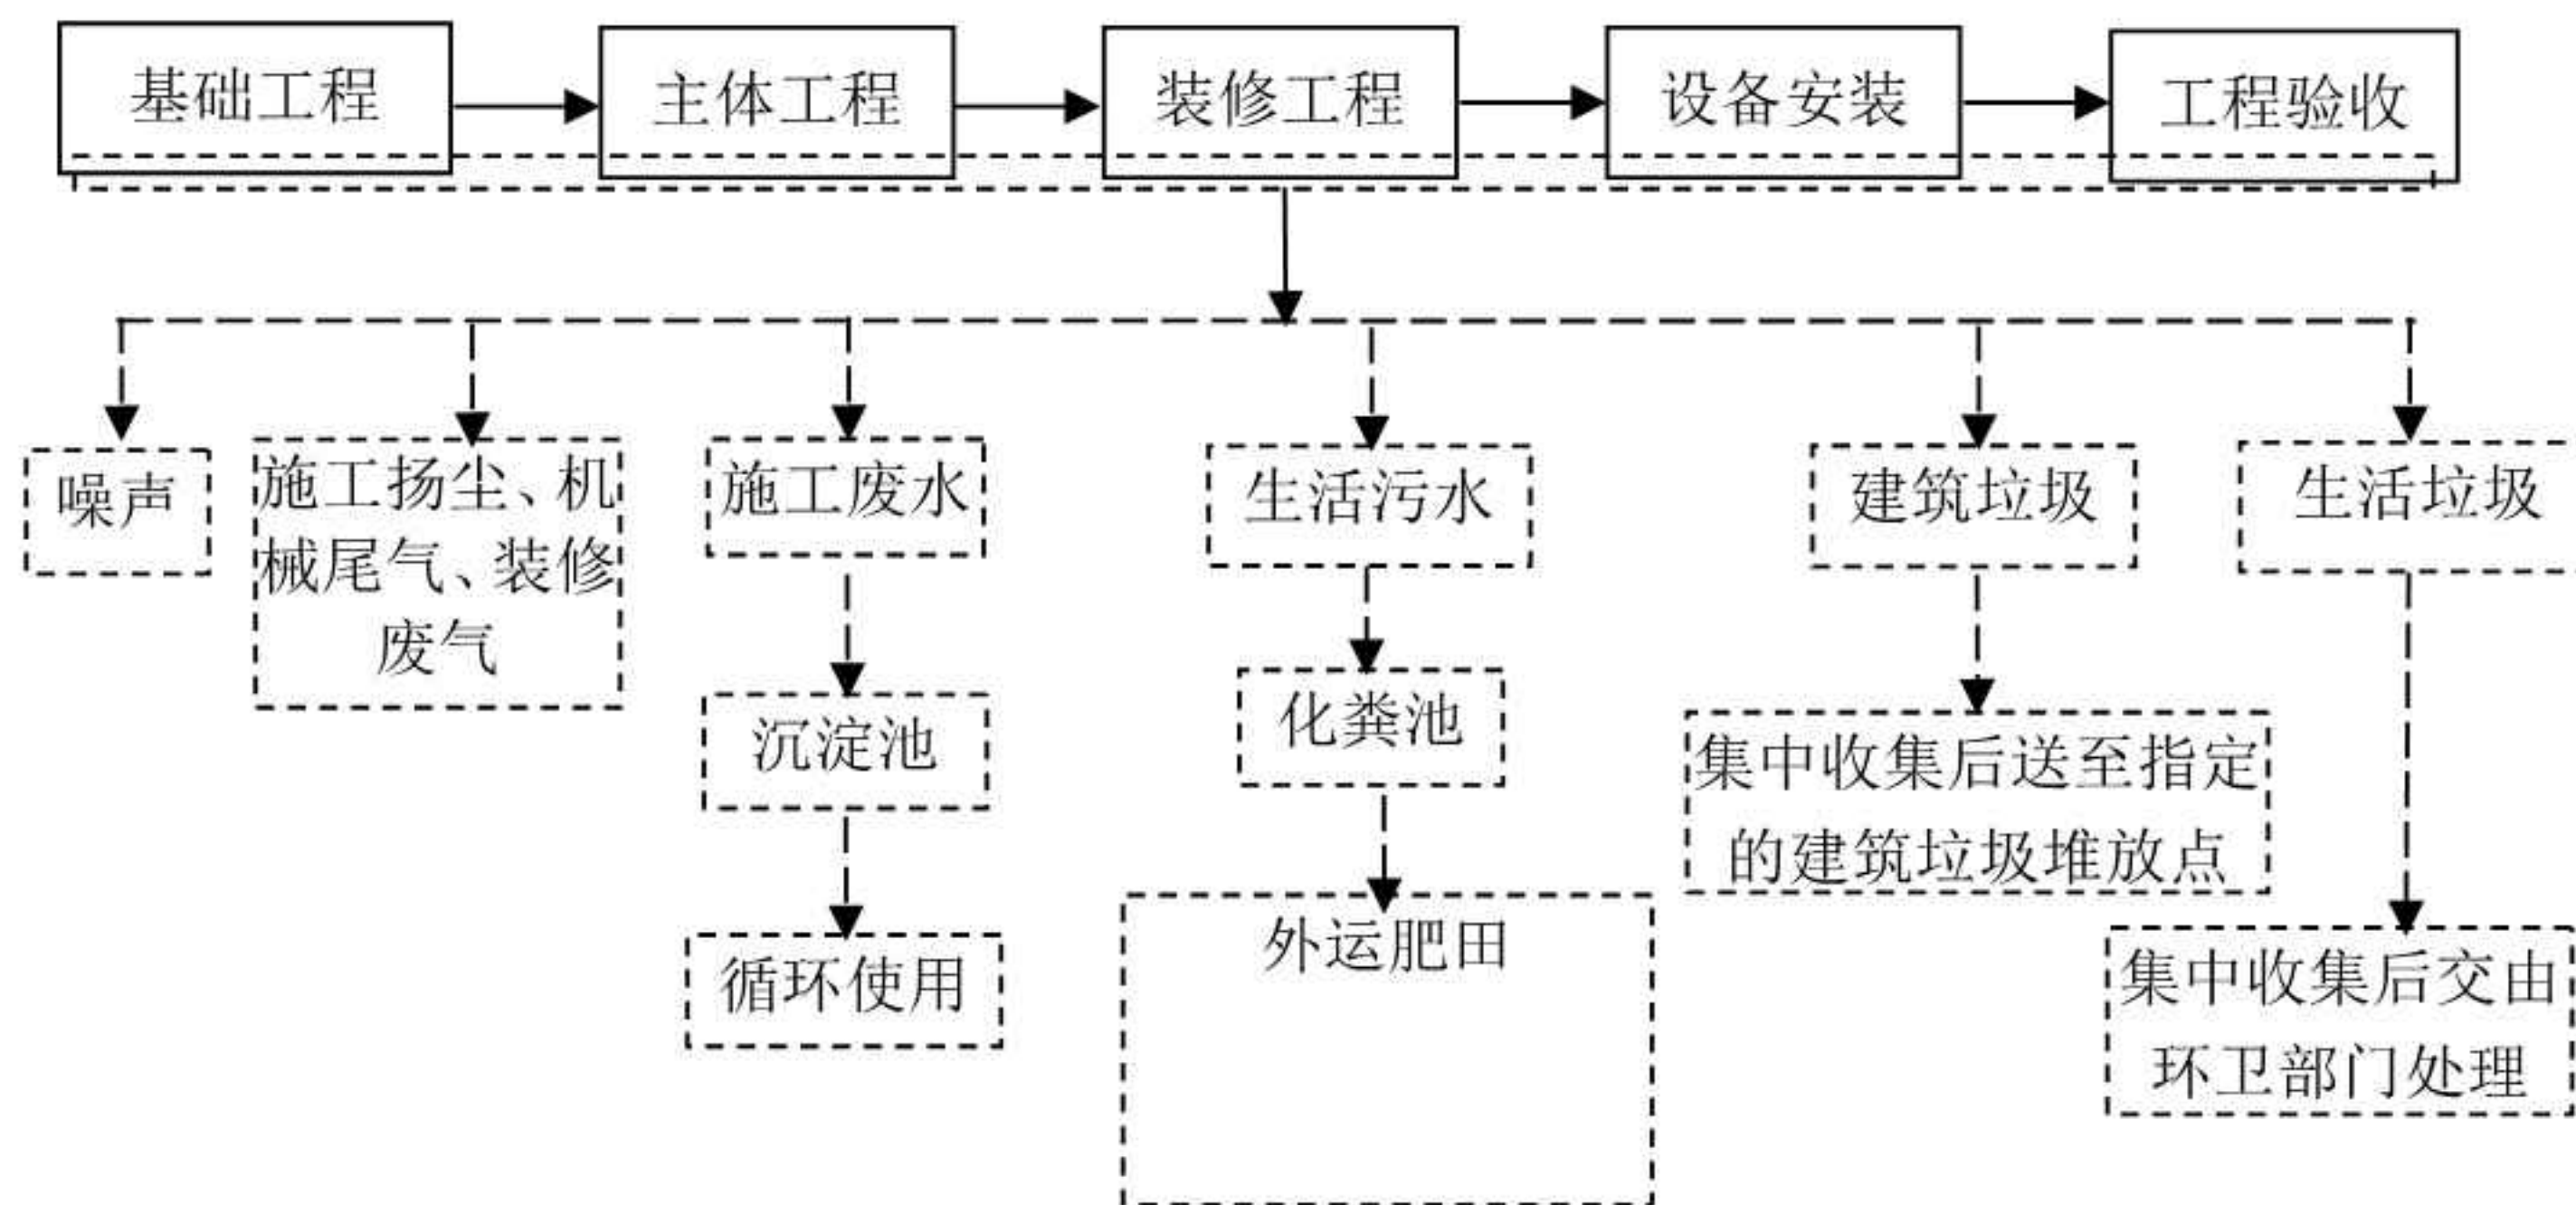 基础工程
主体工程
装修工程
设备安装
工程验收
噪声
施工扬尘、机
械尾气、装修
废气
施工废水
生活污水
建筑垃圾
生活垃圾
沉淀池
化粪池
集中收集后送至指定
的建筑垃圾堆放点
循环使用
外运肥田
集中收集后交由
环卫部门处理